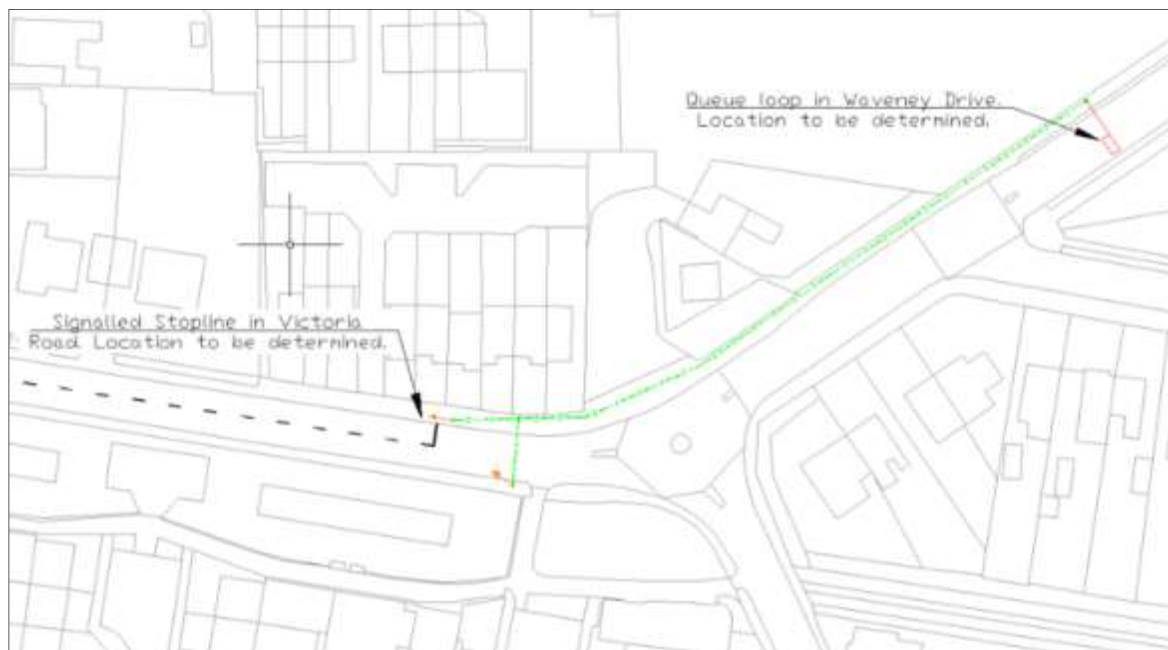 Queue loop in Waveney Drive.
Location to be determined.
Signalled Stopline in Victoria
Road. Location to be determined.